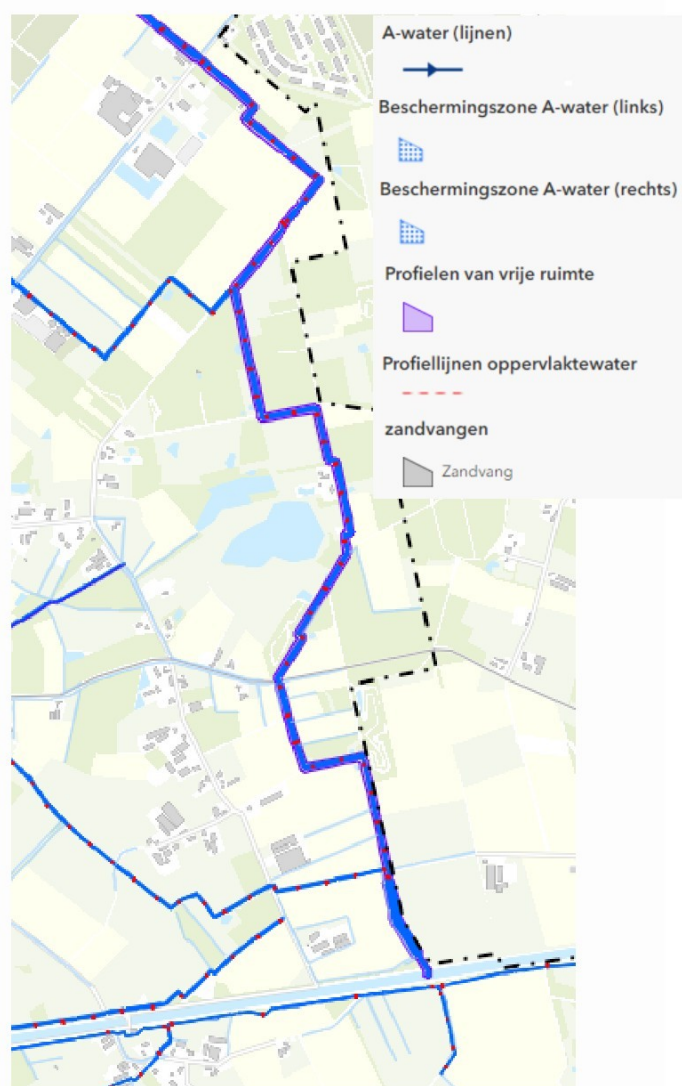 A-water (lijnen)
Beschermingszone A-water (links)
Beschermingszone A-water (rechts)
Profielen van vrije ruimte
Profiellijnen oppervlaktewater
zandvangen
Zandvang